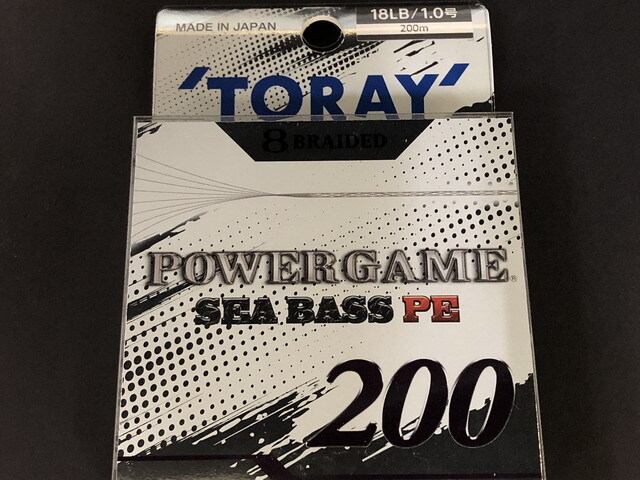 MADE IN JAPAN
18LB/1.0号
200m
'TORAY'
8 BRAIDED
POWERGAME®
SEA BASS PE
200